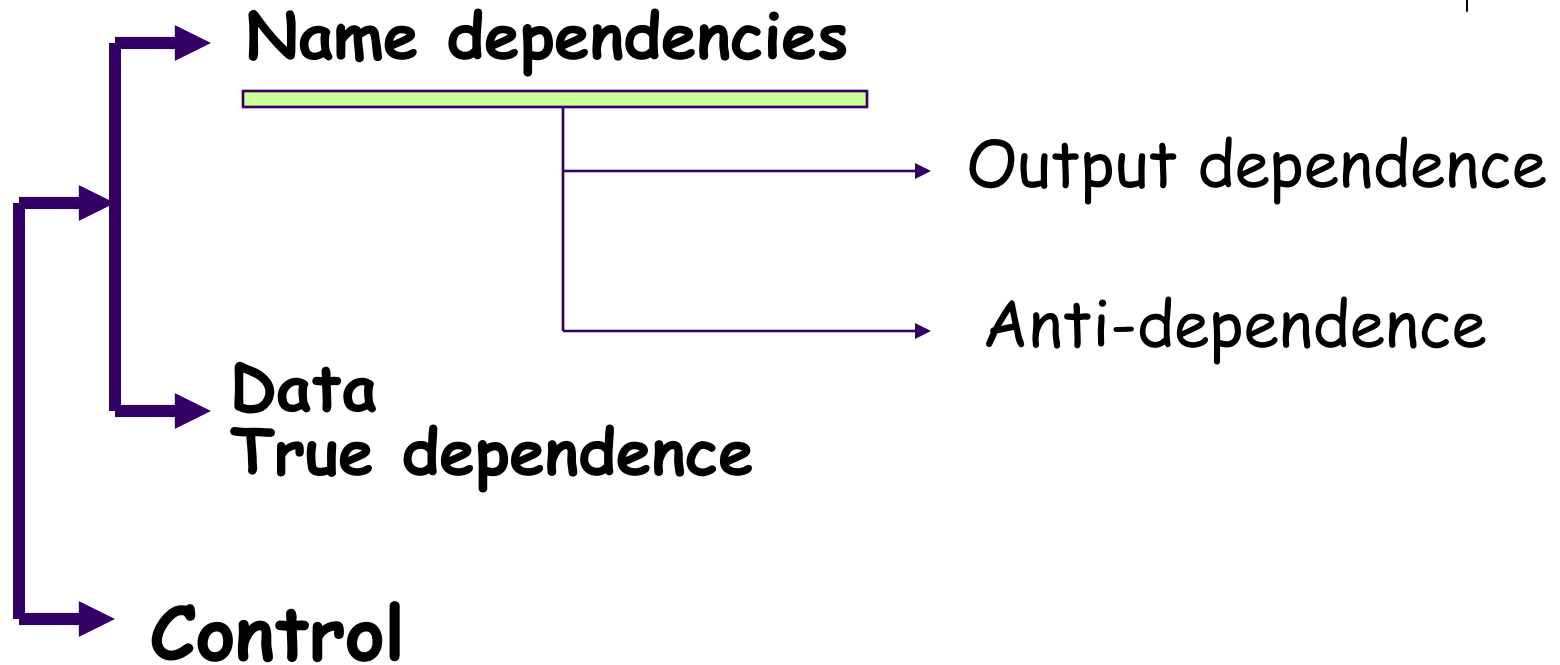 Name dependencies
Output dependence
Anti-dependence
Data
True dependence
Control